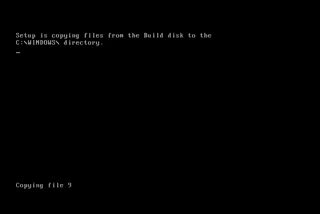 Setup is copying files from the Build disk to the
C:\WINDOWS\ directory.
Copying file 9